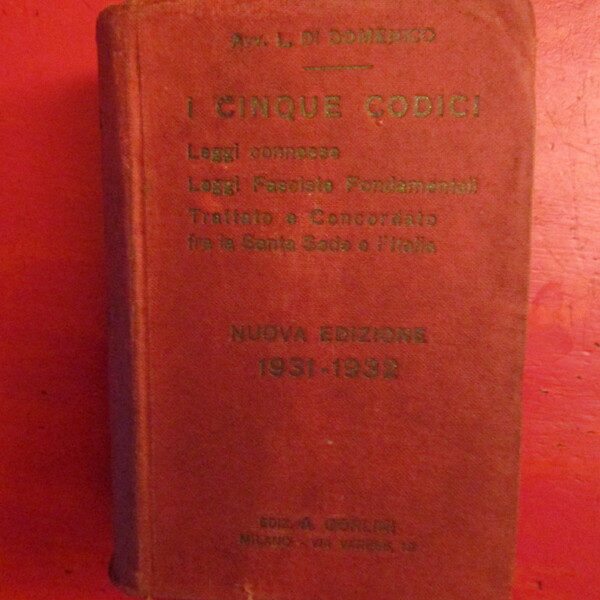 Avv. L. DI DOMENICO
I CINQUE CODICI
Leggi connesse
Leggi Fasciste Fondamentali
Trattato e Concordato
fra la Santa Sede e l'Italia
NUOVA EDIZIONE
1931-1932
EDIZ. A. GORLINI
MILANO - VIA VARESE, 10